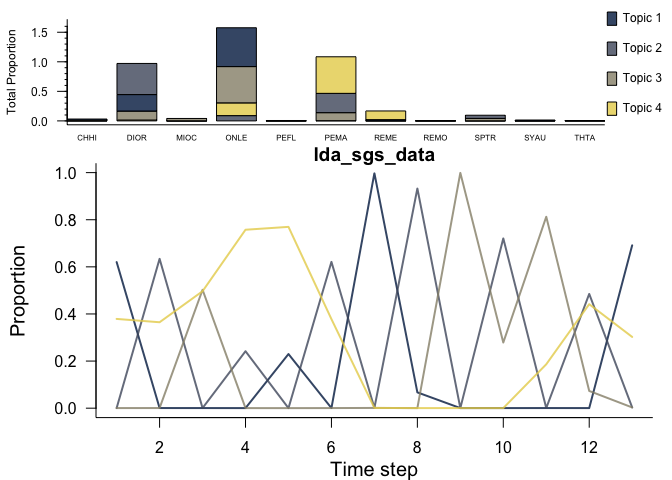 Total Proportion
1.5
1.0
0.5
0.0
CHHI DIOR MIOC ONLE PEFL PEMA REME REMO SPTR SYAU THTA
Topic 1
Topic 2
Topic 3
Topic 4
lda_sgs_data
Proportion
1.0
0.8
0.6
0.4
0.2
0.0
2 4 6 8 10 12
Time step